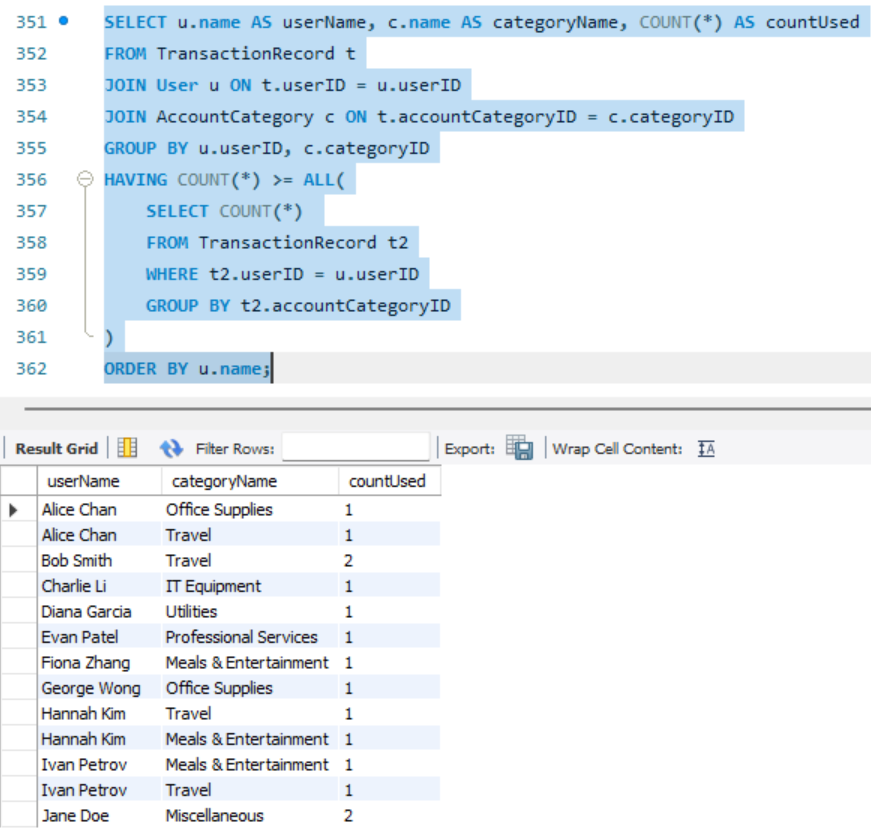 351 SELECT u.name AS userName, c.name AS categoryName, COUNT(*) AS countUsed
352 FROM TransactionRecord t
353 JOIN User u ON t.userID = u.userID
354 JOIN AccountCategory c ON t.accountCategoryID = c.categoryID
355 GROUP BY u.userID, c.categoryID
356 HAVING COUNT(*) >= ALL(
357 SELECT COUNT(*)
358 FROM TransactionRecord t2
359 WHERE t2.userID = u.userID
360 GROUP BY t2.accountCategoryID
361 )
362 ORDER BY u.name;
Result Grid Filter Rows: Export: Wrap Cell Content: IA
userName categoryName countUsed
Alice Chan Office Supplies 1
Alice Chan Travel 1
Bob Smith Travel 2
Charlie Li IT Equipment 1
Diana Garcia Utilities 1
Evan Patel Professional Services 1
Fiona Zhang Meals & Entertainment 1
George Wong Office Supplies 1
Hannah Kim Travel 1
Hannah Kim Meals & Entertainment 1
Ivan Petrov Meals & Entertainment 1
Ivan Petrov Travel 1
Jane Doe Miscellaneous 2